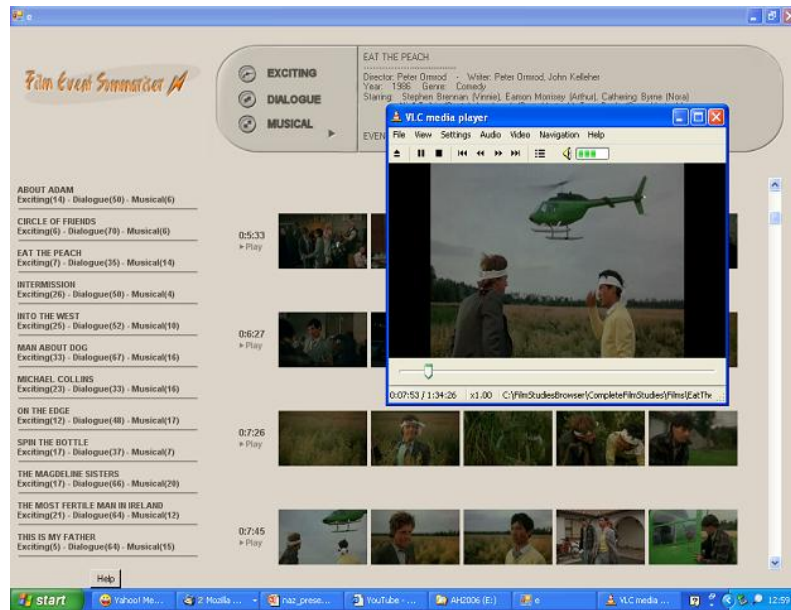 e
Film Event Summariser
EXCITING
DIALOGUE
MUSICAL
EAT THE PEACH
Director: Peter Ormrod - Writer: Peter Ormrod, John Kelleher
Year: 1986 Genre: Comedy
Starring: Stephen Brennan (Vinnie), Eamon Morrissey (Arthur), Catherine Byrne (Nora)
EVEN
VLC media player
File View Settings Audio Video Navigation Help
0:07:53 / 1:34:26 x1.00 C:\FilmStudiesBrowser\CompleteFilmStudies\Films\EatThe
ABOUT ADAM
Exciting(14) - Dialogue(50) - Musical(6)
CIRCLE OF FRIENDS
Exciting(6) - Dialogue(70) - Musical(6)
EAT THE PEACH
Exciting(7) - Dialogue(35) - Musical(14)
INTERMISSION
Exciting(26) - Dialogue(50) - Musical(4)
INTO THE WEST
Exciting(25) - Dialogue(52) - Musical(10)
MAN ABOUT DOG
Exciting(33) - Dialogue(67) - Musical(16)
MICHAEL COLLINS
Exciting(23) - Dialogue(33) - Musical(16)
ON THE EDGE
Exciting(12) - Dialogue(48) - Musical(17)
SPIN THE BOTTLE
Exciting(17) - Dialogue(37) - Musical(7)
THE MAGDELINE SISTERS
Exciting(17) - Dialogue(66) - Musical(20)
THE MOST FERTILE MAN IN IRELAND
Exciting(21) - Dialogue(64) - Musical(12)
THIS IS MY FATHER
Exciting(5) - Dialogue(64) - Musical(15)
0:5:33
Play
0:6:27
Play
0:7:26
Play
0:7:45
Play
Help
start Yahoo! Me... 2 Mozilla ... naz_prese... YouTube - ... AH2006 (E:) e VLC media ... 12:59